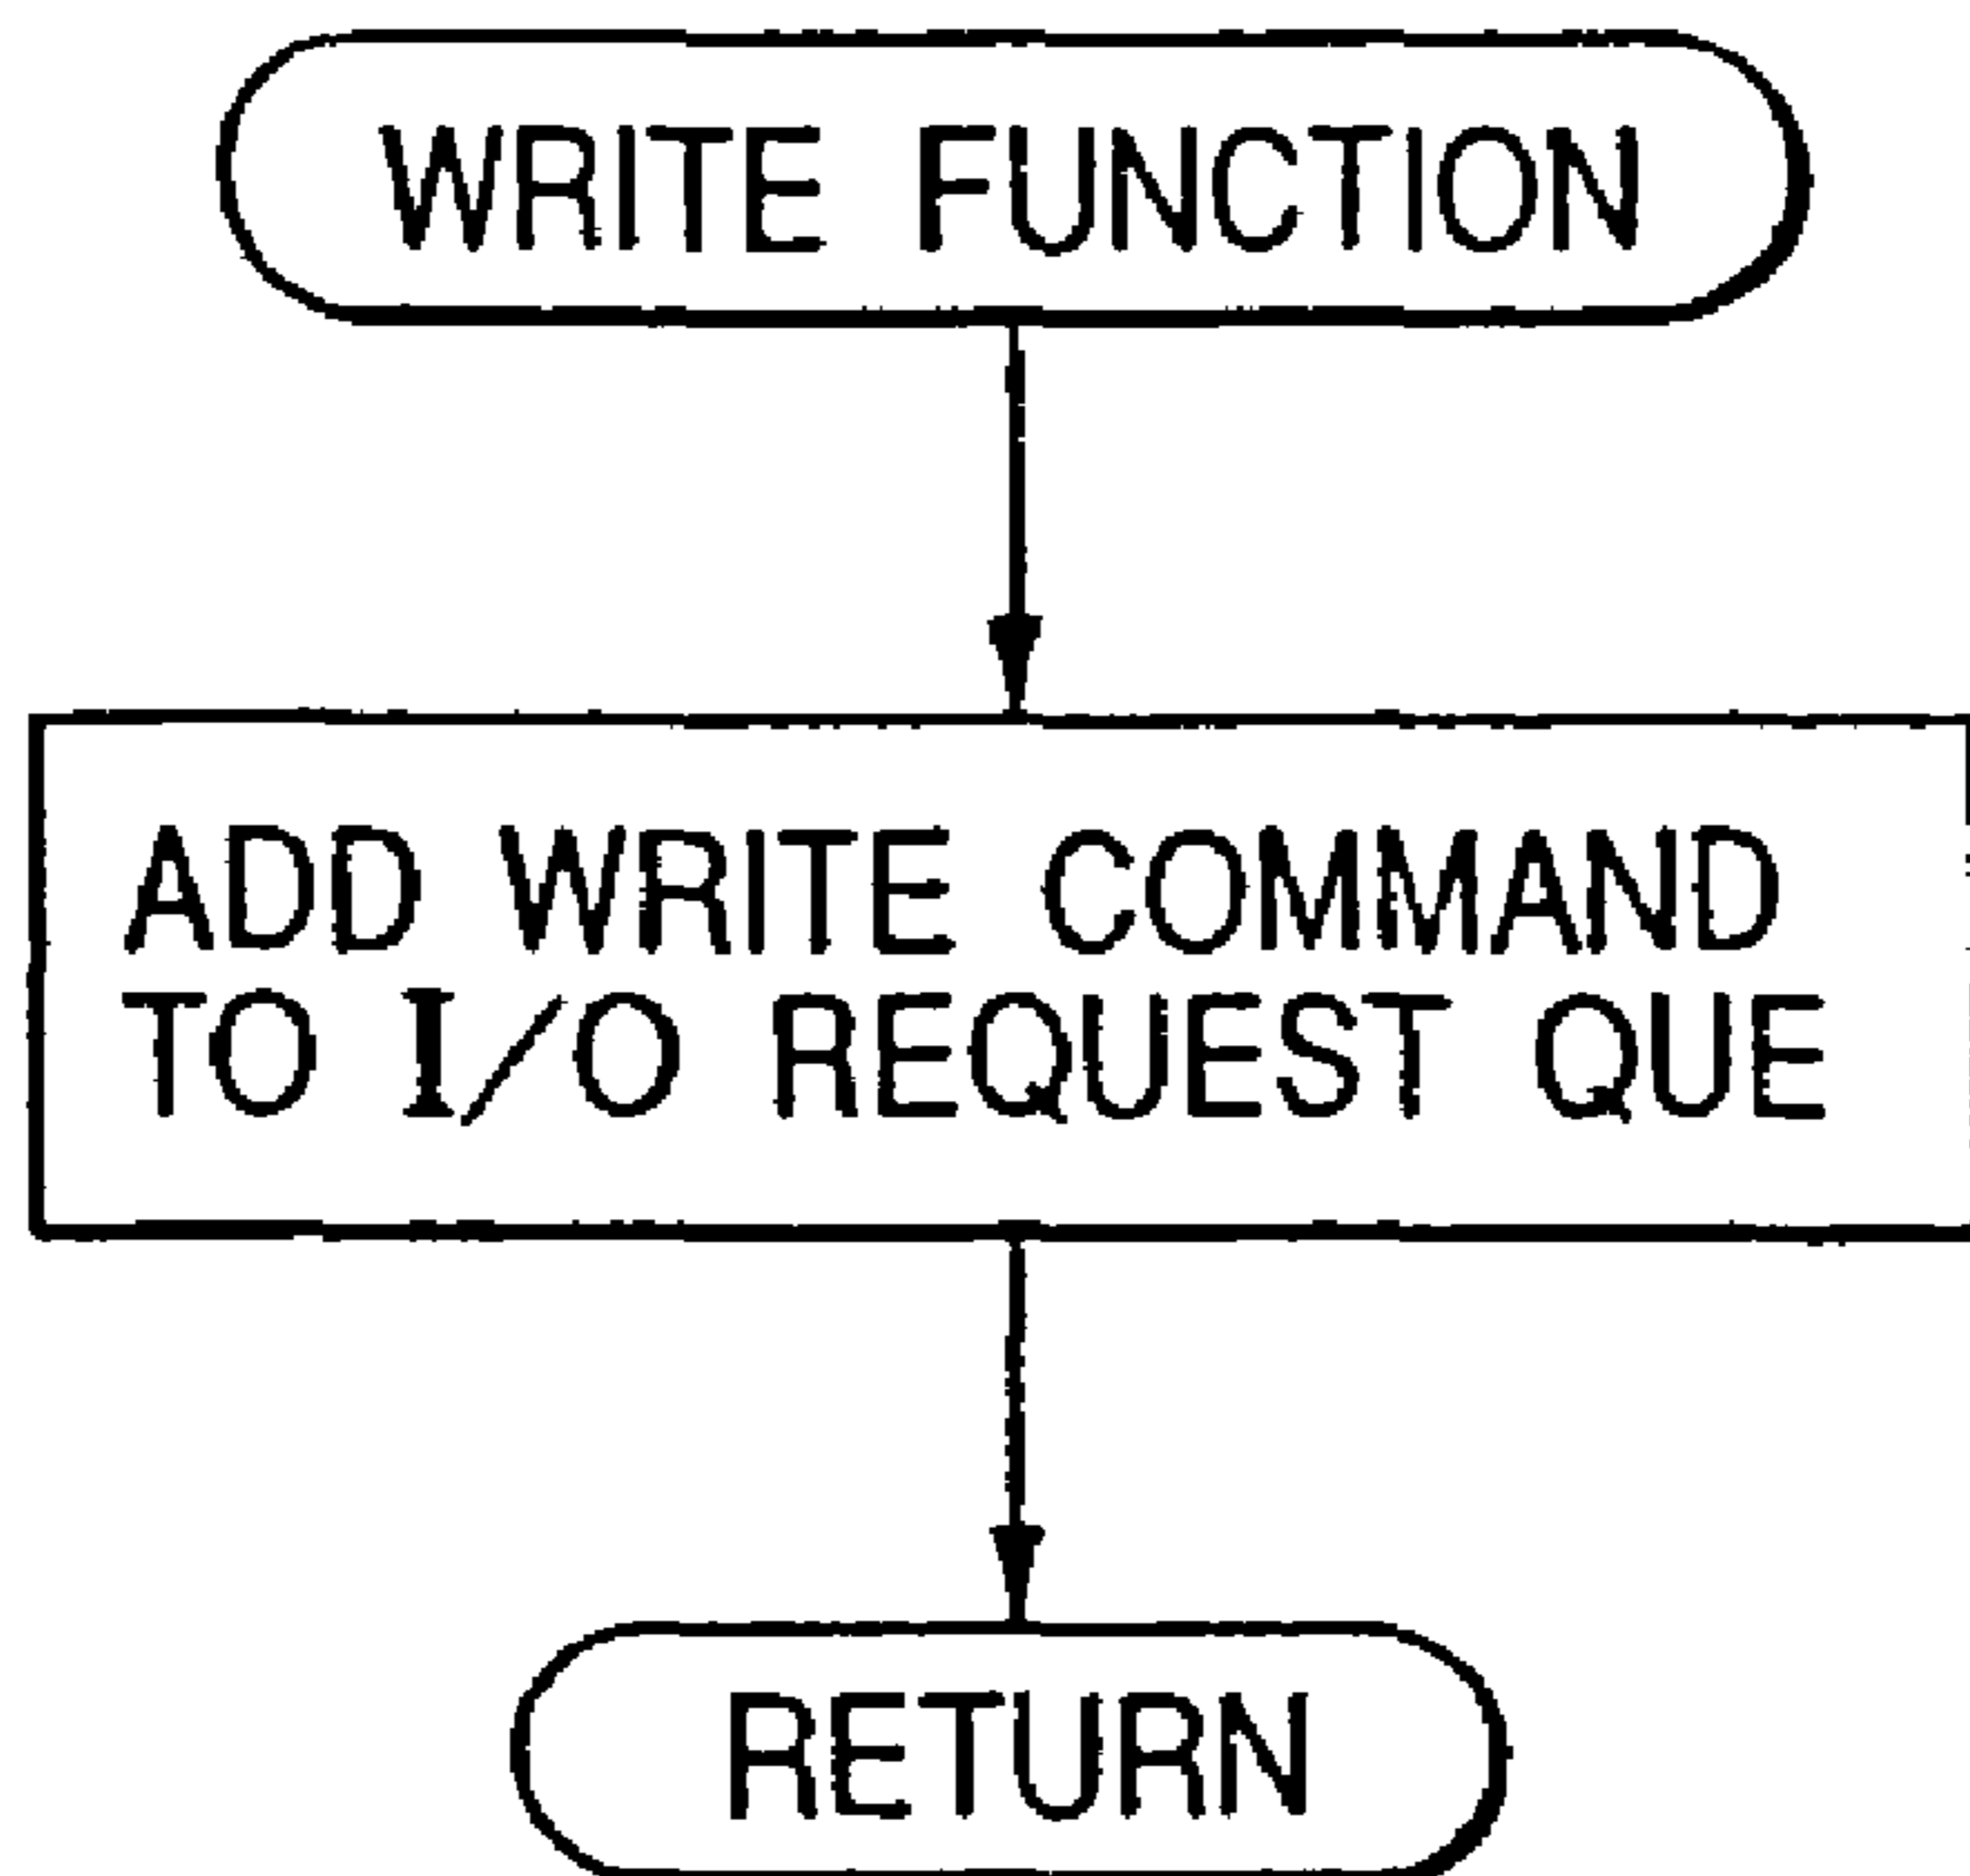 WRITE FUNCTION
ADD WRITE COMMAND
TO I/O REQUEST QUE
RETURN